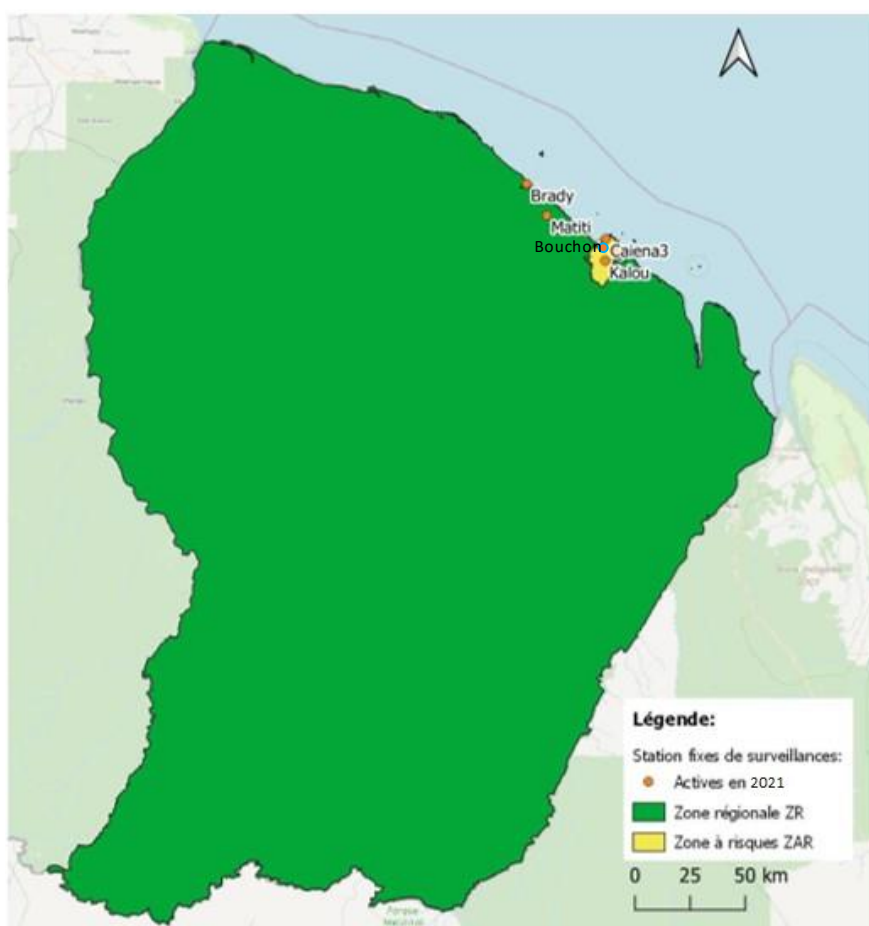 Brady
Matiti
Bouchon
Caiena3
Kalou
Légende:
Station fixes de surveillances:
Actives en 2021
Zone régionale ZR
Zone à risques ZAR
0 25 50 km